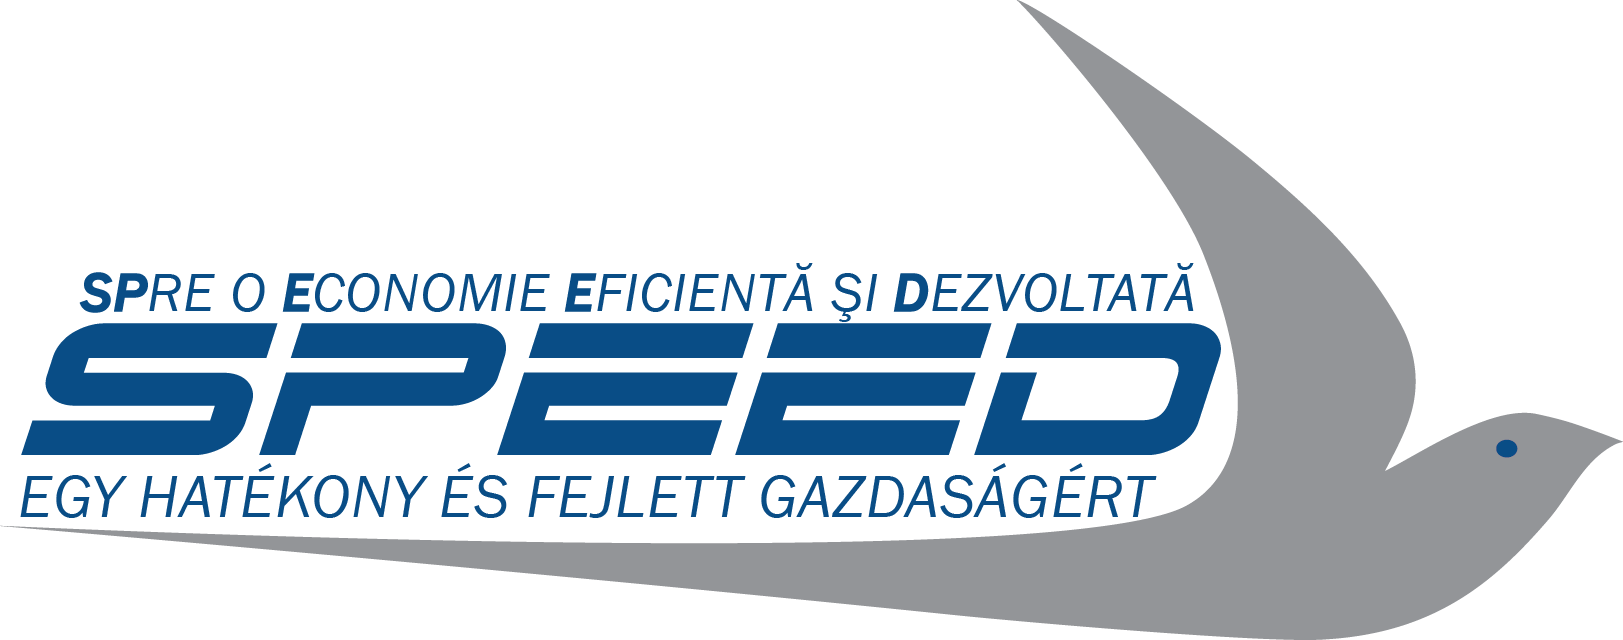 SPRE O ECONOMIE EFICIENTĂ ŞI DEZVOLTATĂ
SPEED
EGY HATÉKONY ÉS FEJLETT GAZDASÁGÉRT